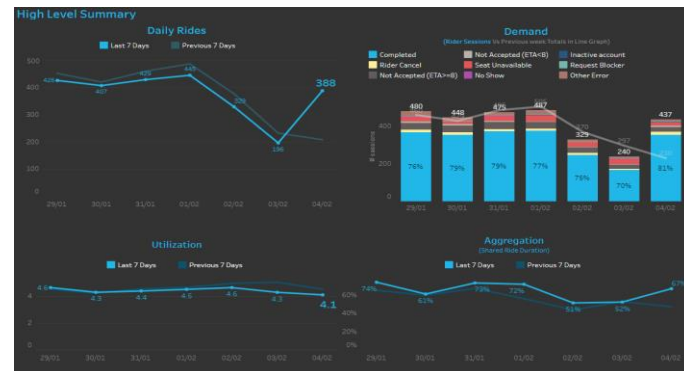 High Level Summary
Daily Rides
Last 7 Days Previous 7 Days
500
400
300
200
100
0
426
407
429
445
328
196
388
29/01 30/01 31/01 01/02 02/02 03/02 04/02
Demand
(Rider Sessions Vs Previous week Totals in Line Graph)
Completed Not Accepted (ETA<8) Inactive account
Rider Cancel Seat Unavailable Request Blocker
Not Accepted (ETA>=8) No Show Other Error
# sessions
400
200
0
480 448 475 487 329 240 437
297
76% 79% 79% 77% 75% 70% 81%
29/01 30/01 31/01 01/02 02/02 03/02 04/02
Utilization
Last 7 Days Previous 7 Days
4
2
0
4.6 4.3 4.4 4.5 4.6 4.3 4.1
29/01 30/01 31/01 01/02 02/02 03/02 04/02
Aggregation
(Shared Ride Duration)
Last 7 Days Previous 7 Days
60%
40%
20%
0%
74% 61% 73% 72% 51% 52% 67%
29/01 30/01 31/01 01/02 02/02 03/02 04/02